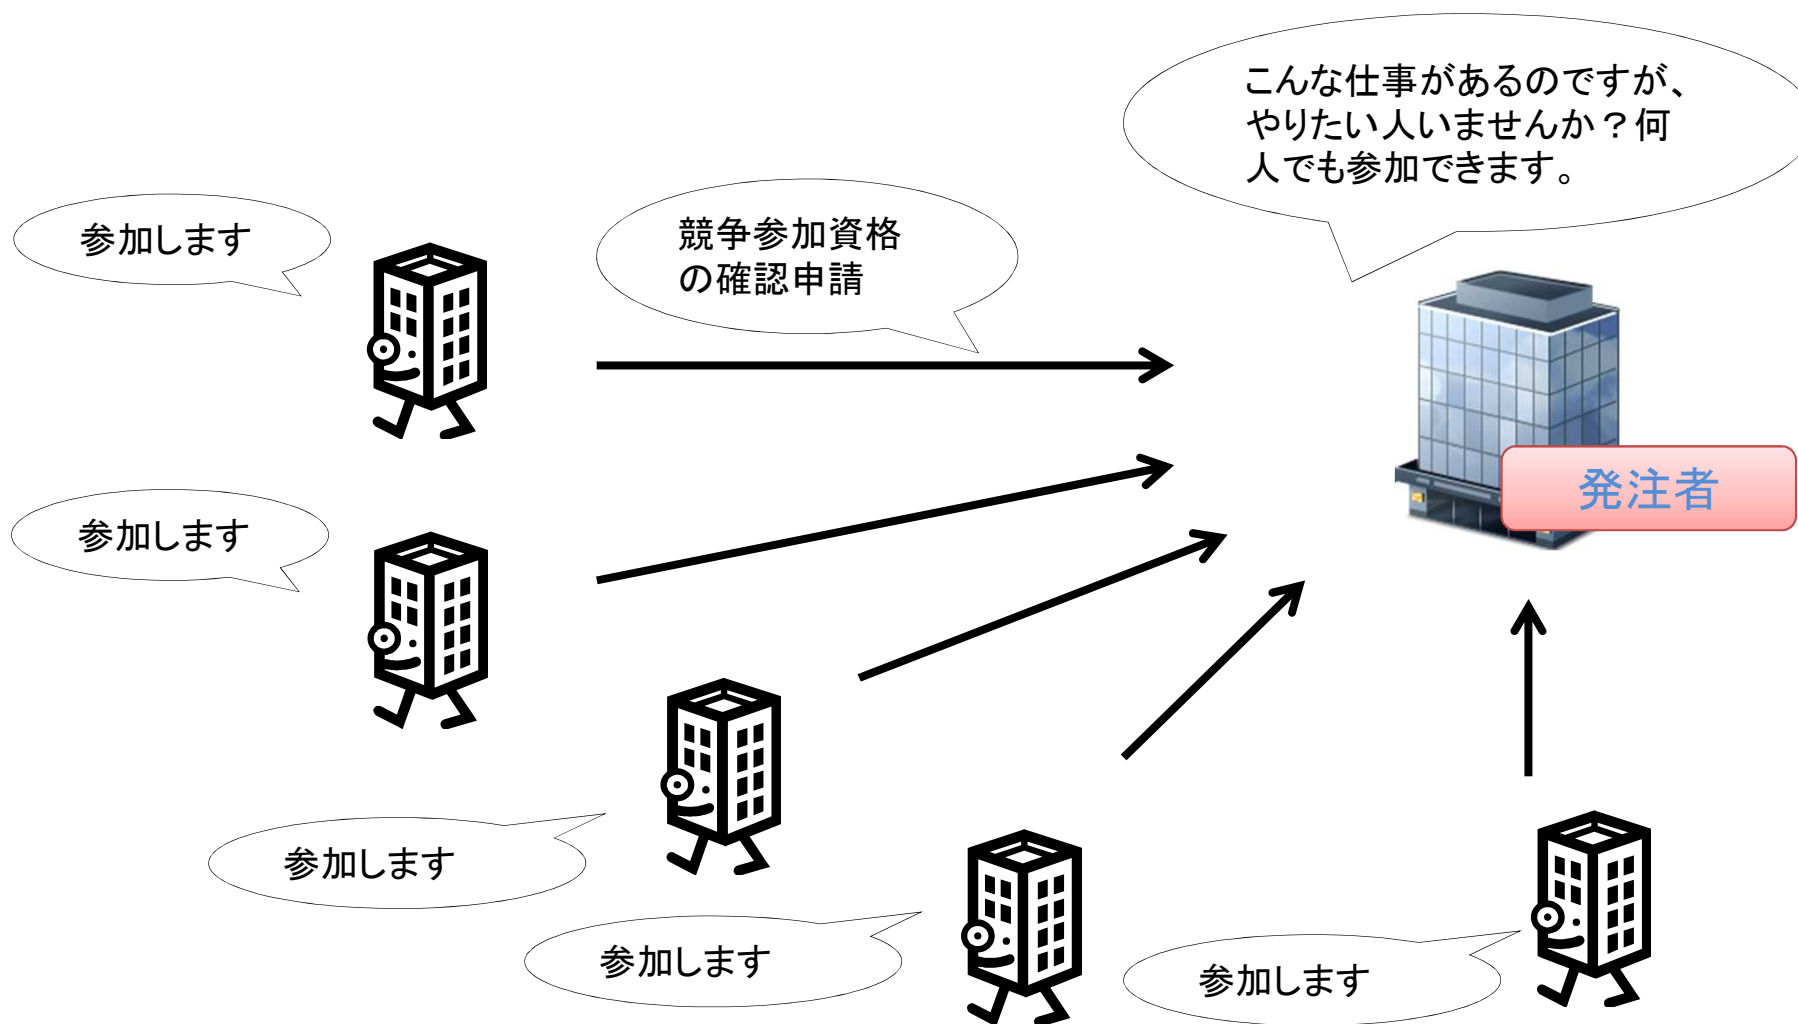 こんな仕事があるのですが、
やりたい人いませんか？何
人でも参加できます。
参加します
競争参加資格
の確認申請
発注者
参加します
参加します
参加します
参加します